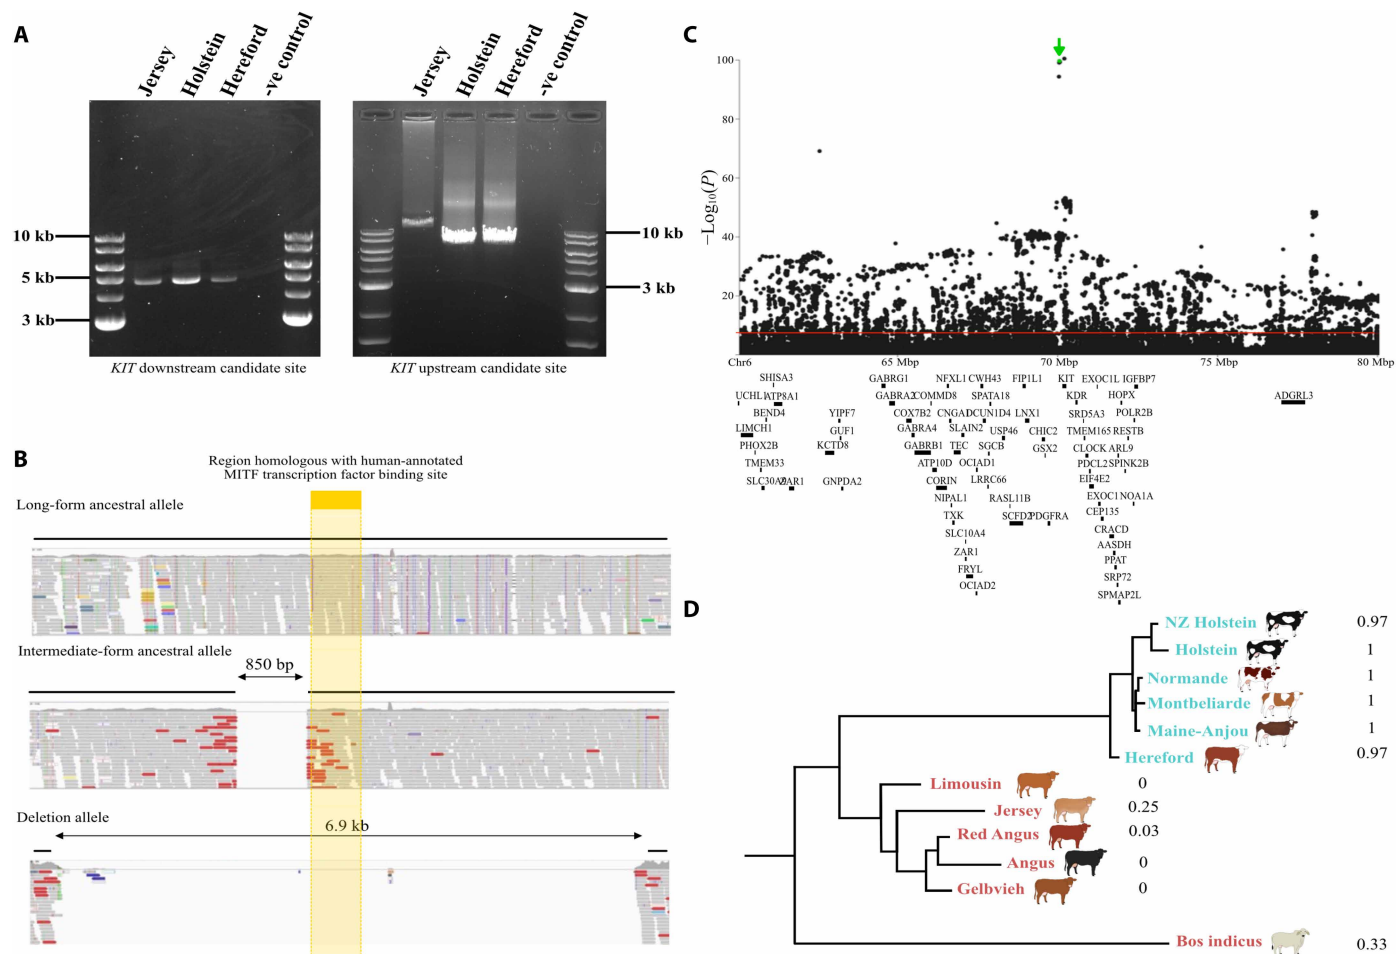 A
Jersey
Holstein
Hereford
-ve control
Jersey
Holstein
Hereford
-ve control
10 kb
5 kb
3 kb
10 kb
3 kb
KIT downstream candidate site
KIT upstream candidate site
B
Region homologous with human-annotated
MITF transcription factor binding site
Long-form ancestral allele
Intermediate-form ancestral allele
850 bp
Deletion allele
6.9 kb
C
−Log₁₀(P)
100
80
60
40
20
Chr6
65 Mbp
70 Mbp
75 Mbp
80 Mbp
SHISA3 GABRG1 NFXL1 CWH43 FIP1L1 KIT EXOC1L IGFBP7
UCHL1 ATP8A1 GABRA2 COMMD8 SPATA18 KDR HOPX ADGRL3
BEND4 YIPF7 COX7B2 CNGA1 DCUN1D4 LNX1 SRD5A3 POLR2B
LIMCH1 GUF1 GABRA4 SLAIN2 USP46 CHIC2 TMEM165 RESTB
PHOX2B KCTD8 GABRB1 TEC SGCB GSX2 CLOCK ARL9
TMEM33 ATP10D OCIAD1 PDCL2 SPINK2B
SLC30A9 ZAR1 GNPDA2 CORIN LRRC66 EIF4E2
NIPAL1 RASL11B EXOC1 NOA1A
TXK SCFD2 PDGFRA CEP135
SLC10A4 CRACD
ZAR1 AASDH
FRYL PPAT
OCIAD2 SRP72
SPMAP2L
D
NZ Holstein 0.97
Holstein 1
Normande 1
Montbeliarde 1
Maine-Anjou 1
Hereford 0.97
Limousin 0
Jersey 0.25
Red Angus 0.03
Angus 0
Gelbvieh 0
Bos indicus 0.33